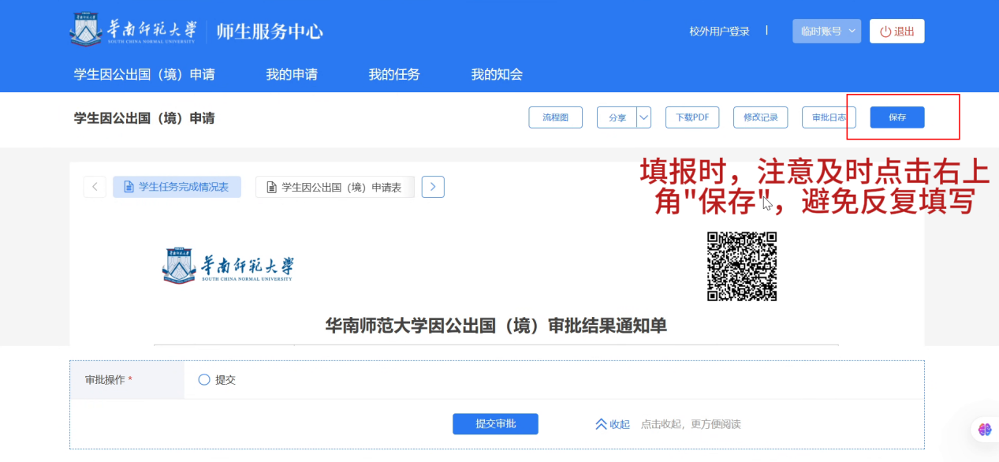 华南师范大学 师生服务中心
SOUTH CHINA NORMAL UNIVERSITY
校外用户登录 | 临时账号 退出
学生因公出国（境）申请 我的申请 我的任务 我的知会
学生因公出国（境）申请
流程图 分享 下载PDF 修改记录 审批日志 保存
填报时，注意及时点击右上
角"保存"，避免反复填写
学生任务完成情况表 学生因公出国（境）申请表
华南师范大学
SOUTH CHINA NORMAL UNIVERSITY
华南师范大学因公出国（境）审批结果通知单
审批操作 * 提交
提交审批 收起 点击收起，更方便阅读